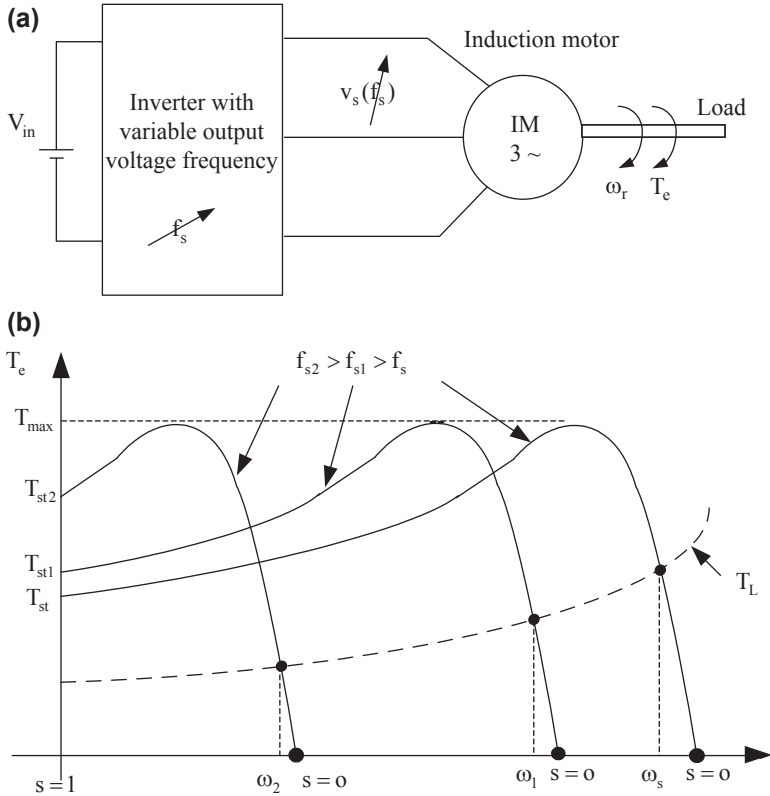 (a)
Induction motor
V_in
Inverter with
variable output
voltage frequency
f_s
v_s(f_s)
IM
3 ~
Load
ω_r
T_e
(b)
T_e
f_s2 > f_s1 > f_s
T_max
T_st2
T_st1
T_st
T_L
s = 1
ω_2
s = o
ω_1
s = o
ω_s
s = o